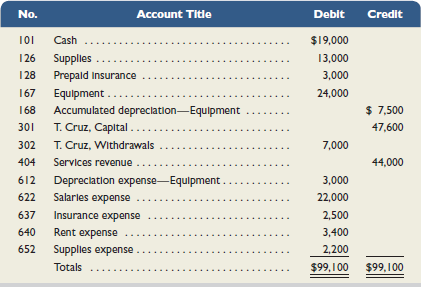 No. Account Title Debit Credit
101 Cash $19,000
126 Supplies 13,000
128 Prepaid insurance 3,000
167 Equipment 24,000
168 Accumulated depreciation—Equipment $ 7,500
301 T. Cruz, Capital 47,600
302 T. Cruz, Withdrawals 7,000
404 Services revenue 44,000
612 Depreciation expense—Equipment 3,000
622 Salaries expense 22,000
637 Insurance expense 2,500
640 Rent expense 3,400
652 Supplies expense 2,200
Totals $99,100 $99,100